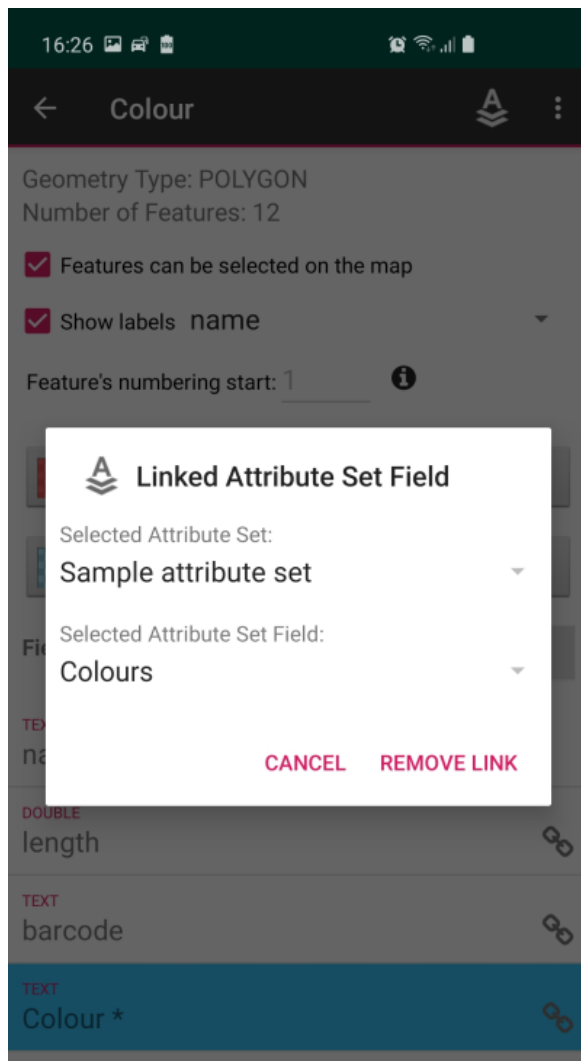 16:26
Colour
Geometry Type: POLYGON
Number of Features: 12
Features can be selected on the map
Show labels name
Feature's numbering start: 1
Linked Attribute Set Field
Selected Attribute Set:
Sample attribute set
Selected Attribute Set Field:
Colours
CANCEL REMOVE LINK
DOUBLE
length
TEXT
barcode
TEXT
Colour *